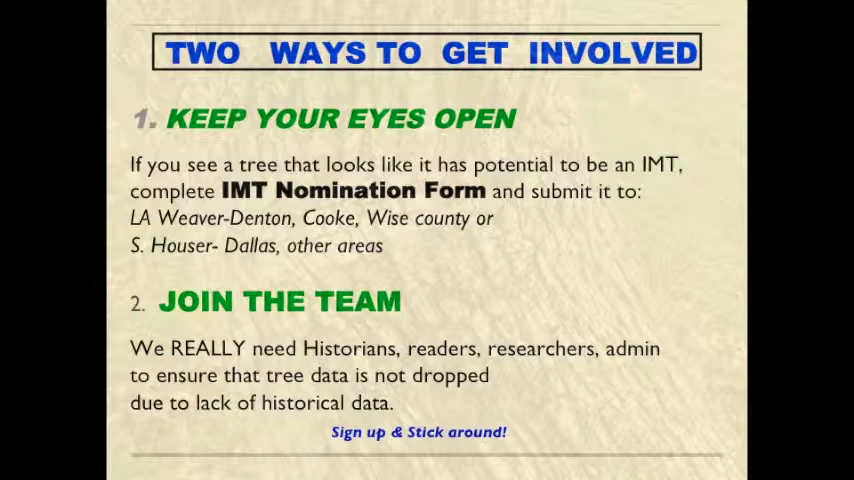 TWO WAYS TO GET INVOLVED
1. KEEP YOUR EYES OPEN
If you see a tree that looks like it has potential to be an IMT,
complete IMT Nomination Form and submit it to:
LA Weaver-Denton, Cooke, Wise county or
S. Houser- Dallas, other areas
2. JOIN THE TEAM
We REALLY need Historians, readers, researchers, admin
to ensure that tree data is not dropped
due to lack of historical data.
Sign up & Stick around!